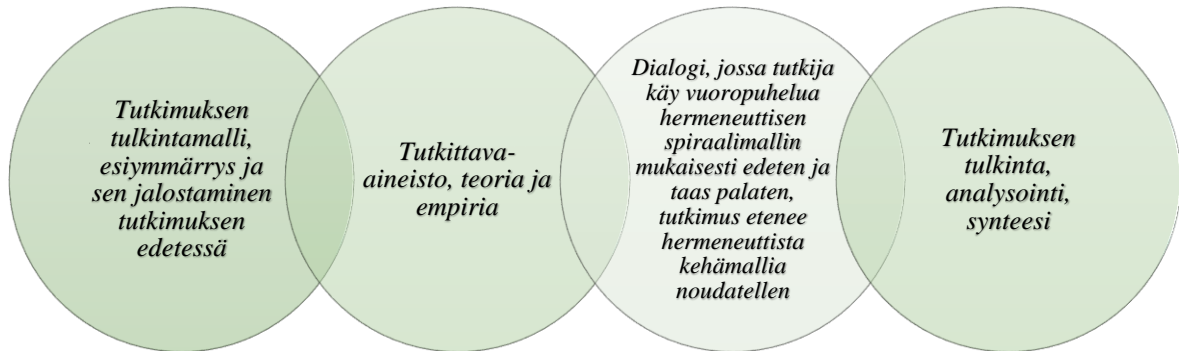 Tutkimuksen
tulkintamalli,
esiymmärrys ja
sen jalostaminen
tutkimuksen
edetessä
Tutkittava-
aineisto, teoria ja
empiria
Dialogi, jossa tutkija
käy vuoropuhelua
hermeneuttisen
spiraalimallin
mukaisesti edeten ja
taas palaten,
tutkimus etenee
hermeneuttista
kehämallia
noudatellen
Tutkimuksen
tulkinta,
analysointi,
synteesi